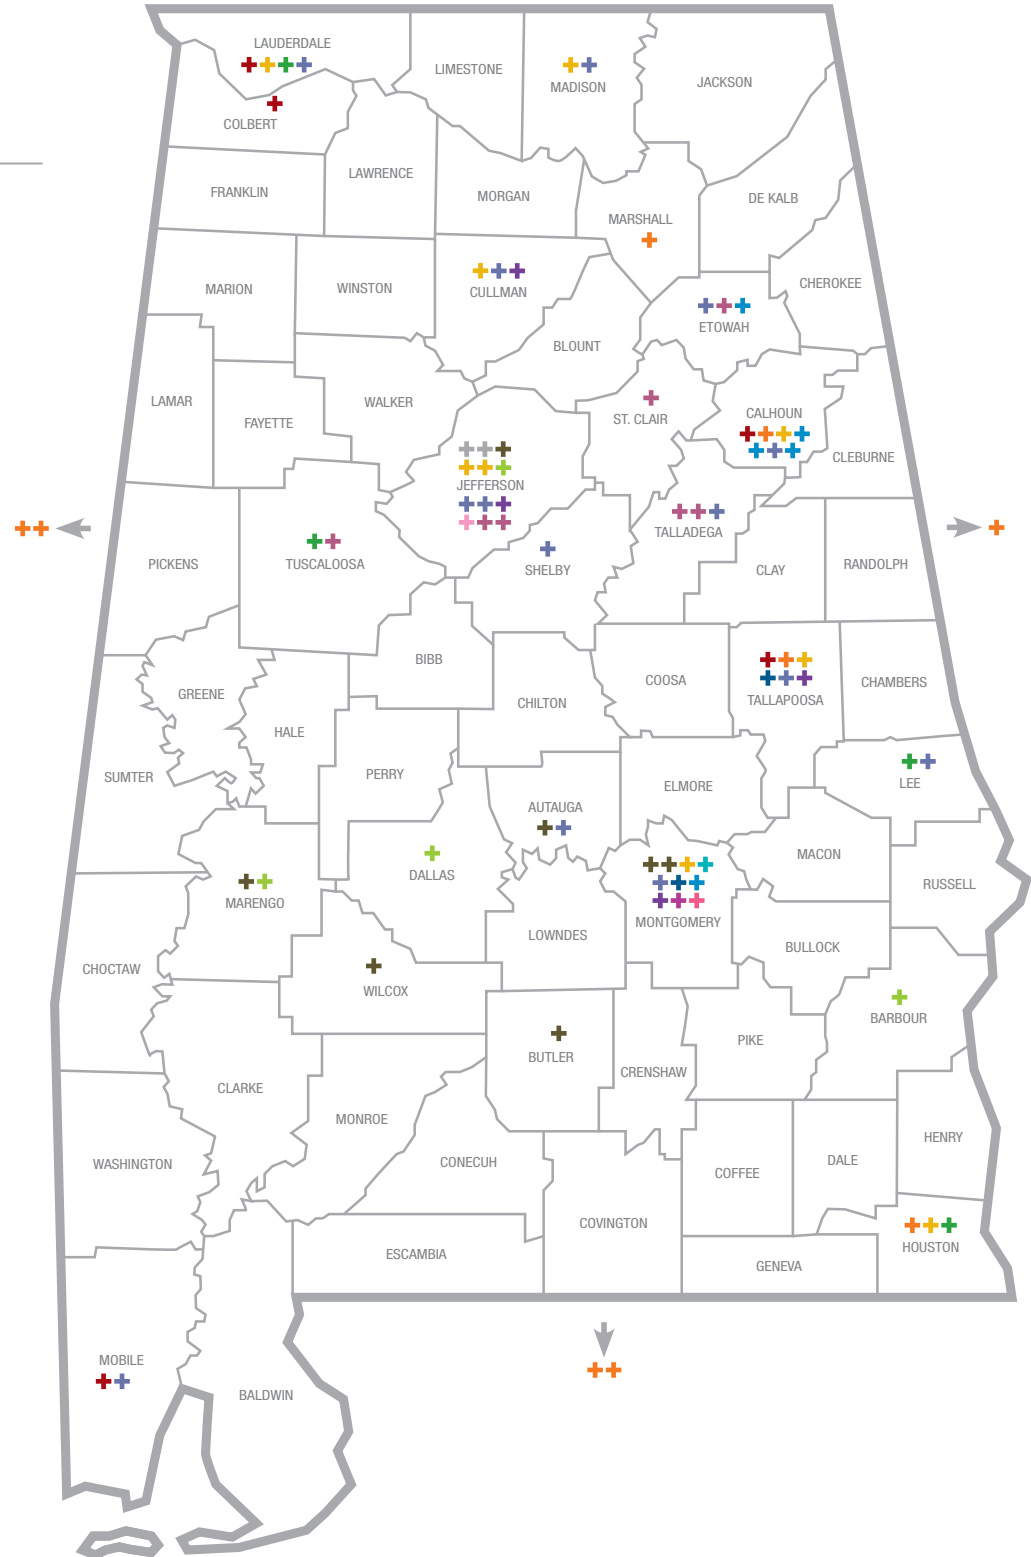 LAUDERDALE
LIMESTONE
MADISON
JACKSON
COLBERT
LAWRENCE
FRANKLIN
MORGAN
DE KALB
MARSHALL
CHEROKEE
MARION
WINSTON
CULLMAN
ETOWAH
BLOUNT
LAMAR
WALKER
FAYETTE
ST. CLAIR
CALHOUN
CLEBURNE
JEFFERSON
TALLADEGA
PICKENS
TUSCALOOSA
SHELBY
CLAY
RANDOLPH
BIBB
GREENE
COOSA
CHAMBERS
TALLAPOOSA
CHILTON
HALE
SUMTER
PERRY
ELMORE
LEE
AUTAUGA
MACON
DALLAS
RUSSELL
MARENGO
MONTGOMERY
LOWNDES
BULLOCK
CHOCTAW
WILCOX
BARBOUR
PIKE
BUTLER
CRENSHAW
CLARKE
MONROE
HENRY
WASHINGTON
CONECUH
DALE
COFFEE
COVINGTON
HOUSTON
ESCAMBIA
GENEVA
MOBILE
BALDWIN